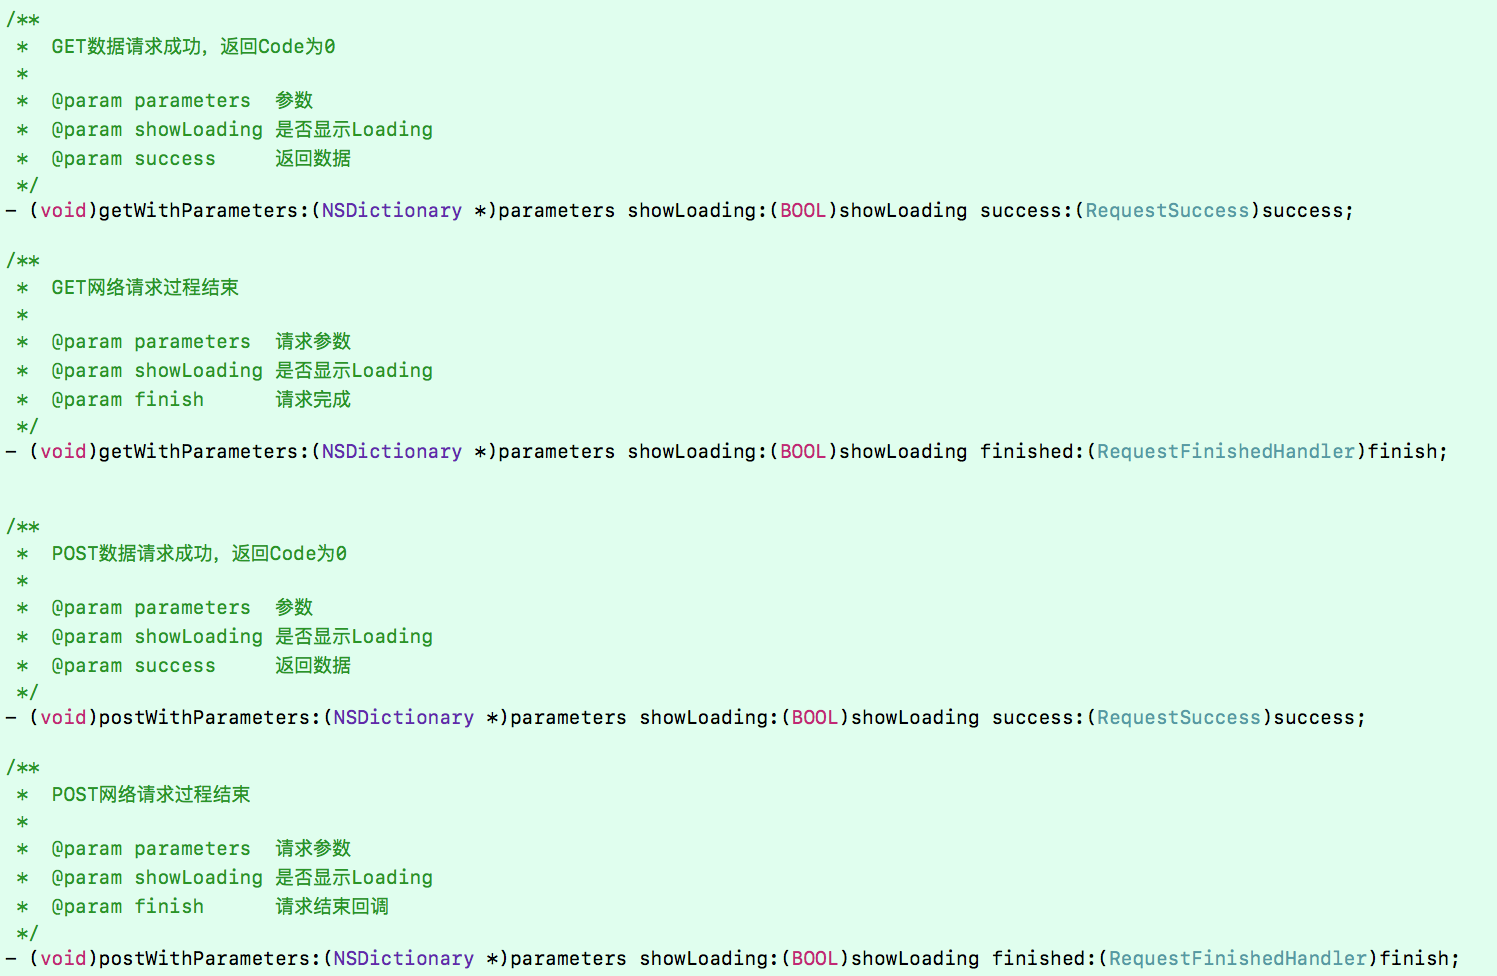 /**
 *  GET数据请求成功，返回Code为0
 *
 *  @param parameters  参数
 *  @param showLoading 是否显示Loading
 *  @param success     返回数据
 */
- (void)getWithParameters:(NSDictionary *)parameters showLoading:(BOOL)showLoading success:(RequestSuccess)success;
/**
 *  GET网络请求过程结束
 *
 *  @param parameters  请求参数
 *  @param showLoading 是否显示Loading
 *  @param finish      请求完成
 */
- (void)getWithParameters:(NSDictionary *)parameters showLoading:(BOOL)showLoading finished:(RequestFinishedHandler)finish;
/**
 *  POST数据请求成功，返回Code为0
 *
 *  @param parameters  参数
 *  @param showLoading 是否显示Loading
 *  @param success     返回数据
 */
- (void)postWithParameters:(NSDictionary *)parameters showLoading:(BOOL)showLoading success:(RequestSuccess)success;
/**
 *  POST网络请求过程结束
 *
 *  @param parameters  请求参数
 *  @param showLoading 是否显示Loading
 *  @param finish      请求结束回调
 */
- (void)postWithParameters:(NSDictionary *)parameters showLoading:(BOOL)showLoading finished:(RequestFinishedHandler)finish;